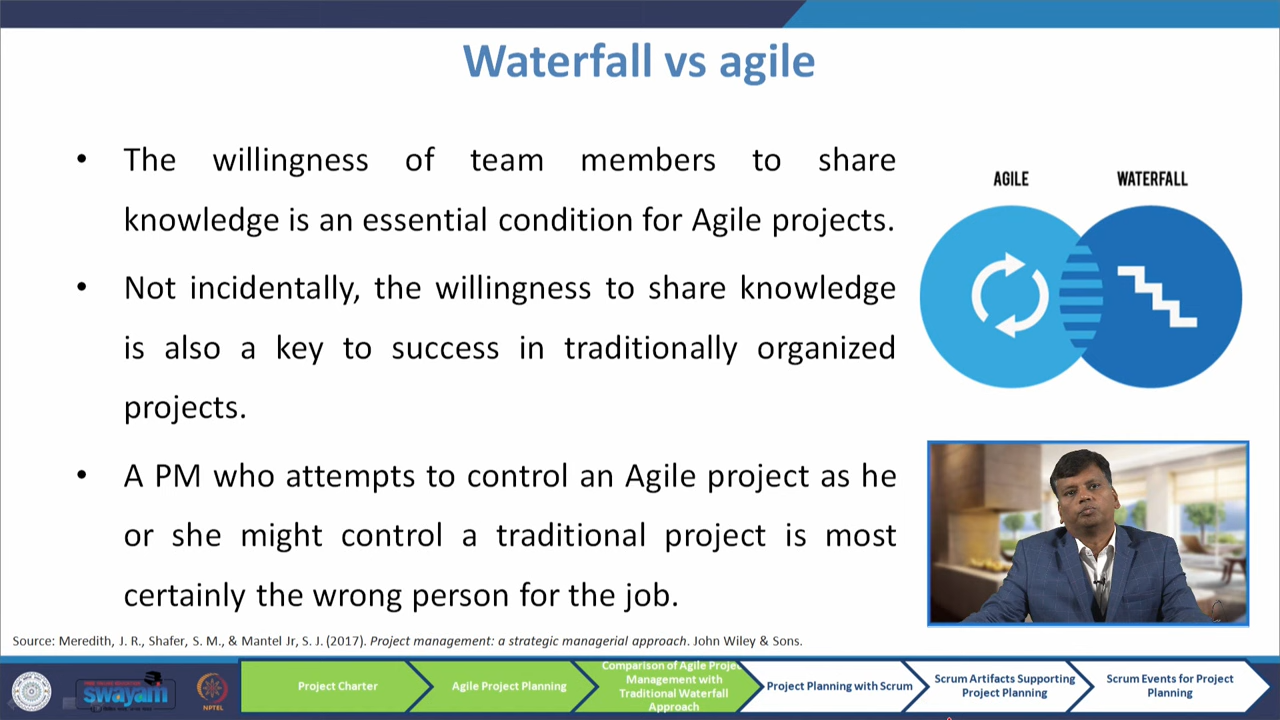 Waterfall vs agile
• The willingness of team members to share
knowledge is an essential condition for Agile projects.
• Not incidentally, the willingness to share knowledge
is also a key to success in traditionally organized
projects.
• A PM who attempts to control an Agile project as he
or she might control a traditional project is most
certainly the wrong person for the job.
AGILE
WATERFALL
Source: Meredith, J. R., Shafer, S. M., & Mantel Jr, S. J. (2017). Project management: a strategic managerial approach. John Wiley & Sons.
swayam
NPTEL
Project Charter
Agile Project Planning
Comparison of Agile Proje
Management with
Traditional Waterfall
Approach
Project Planning with Scrum
Scrum Artifacts Supporting
Project Planning
Scrum Events for Project
Planning